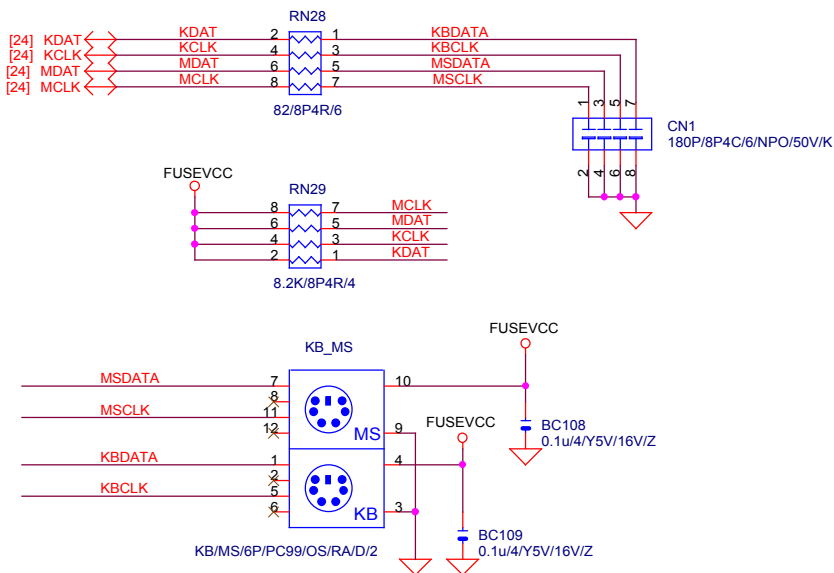 RN28
[24] KDAT KDAT 2 1 KBDATA
[24] KCLK KCLK 4 3 KBCLK
[24] MDAT MDAT 6 5 MSDATA
[24] MCLK MCLK 8 7 MSCLK
82/8P4R/6
1 3 5 7
CN1
180P/8P4C/6/NPO/50V/K
2 4 6 8
FUSEVCC
RN29
8 7 MCLK
6 5 MDAT
4 3 KCLK
2 1 KDAT
8.2K/8P4R/4
FUSEVCC
KB_MS
MSDATA 7 10
8
MSCLK 11
12 MS 9
FUSEVCC
BC108
0.1u/4/Y5V/16V/Z
KBDATA 1 4
2
KBCLK 5
6 KB 3
BC109
0.1u/4/Y5V/16V/Z
KB/MS/6P/PC99/OS/RA/D/2